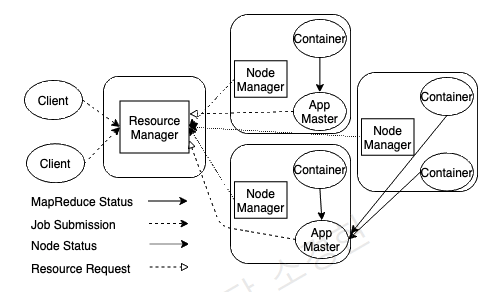 Container
Node
Manager
App
Master
Client
Resource
Manager
Container
Node
Manager
Client
Container
Container
Node
Manager
App
Master
MapReduce Status
Job Submission
Node Status
Resource Request